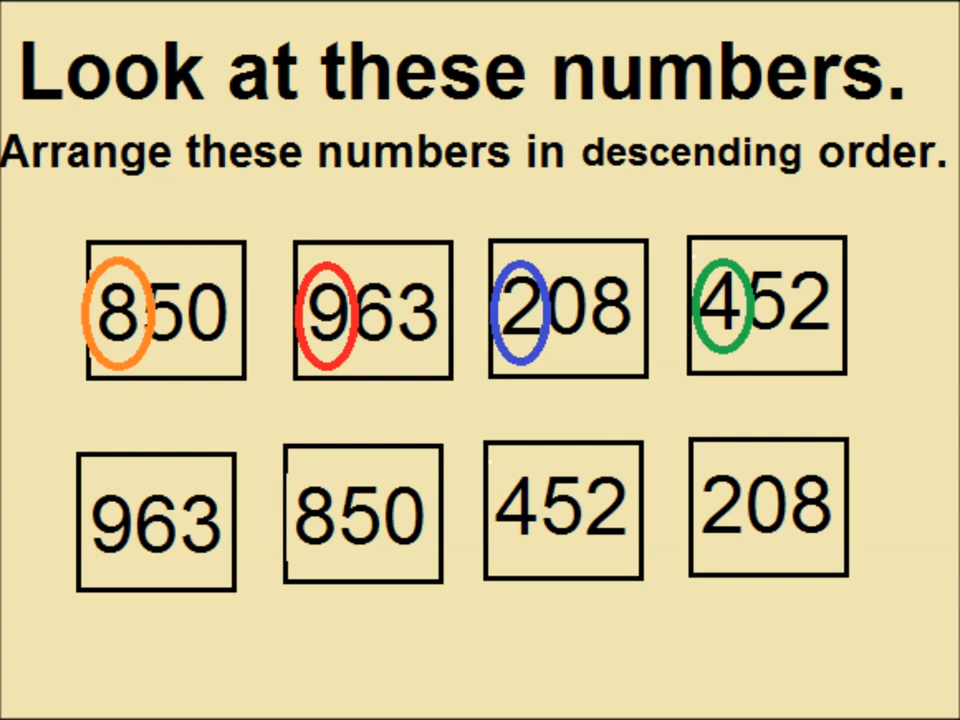 Look at these numbers.
Arrange these numbers in descending order.
850 963 208 452
963 850 452 208